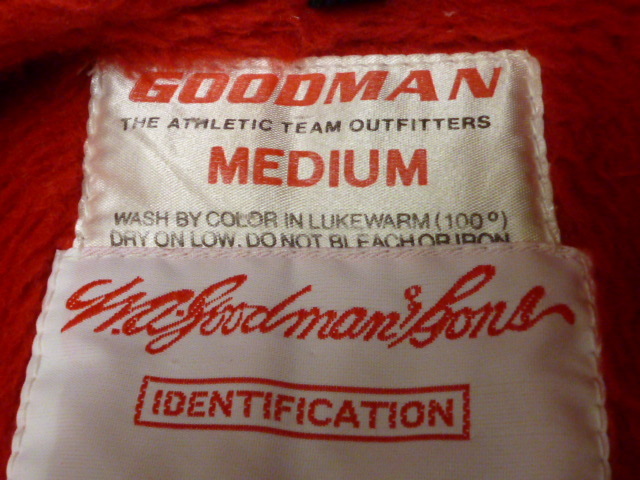 GOODMAN
THE ATHLETIC TEAM OUTFITTERS
MEDIUM
WASH BY COLOR IN LUKEWARM (100°)
DRY ON LOW. DO NOT BLEACH OR IRON
W.A. Goodman & Sons
IDENTIFICATION